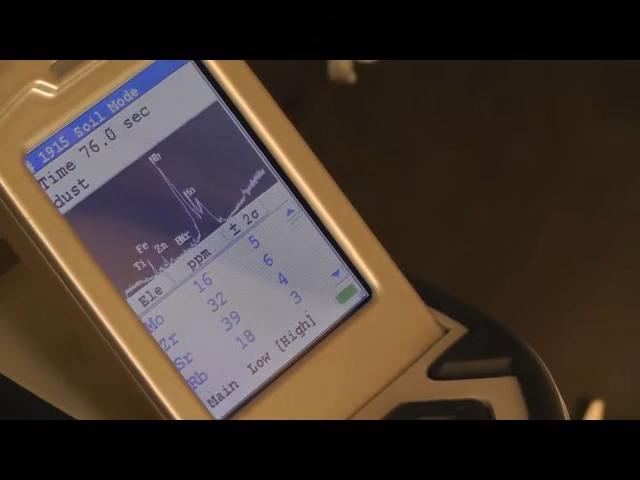 # 1915 Soil Mode
Time 76.0 sec
dust
Nb
Mo
Fe
Ti Zn
Ele ppm ± 2σ
Mo 16 5
Zr 32 6
Sr 39 4
Rb 18 3
Main Low [High]